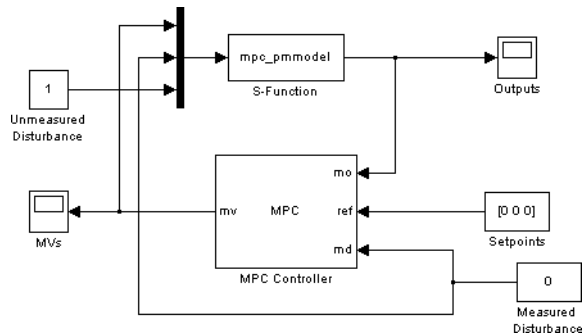 mpc_pmmodel
S-Function
Outputs
1
Unmeasured
Disturbance
MVs
mv
MPC
mo
ref
md
MPC Controller
[0 0 0]
Setpoints
0
Measured
Disturbance